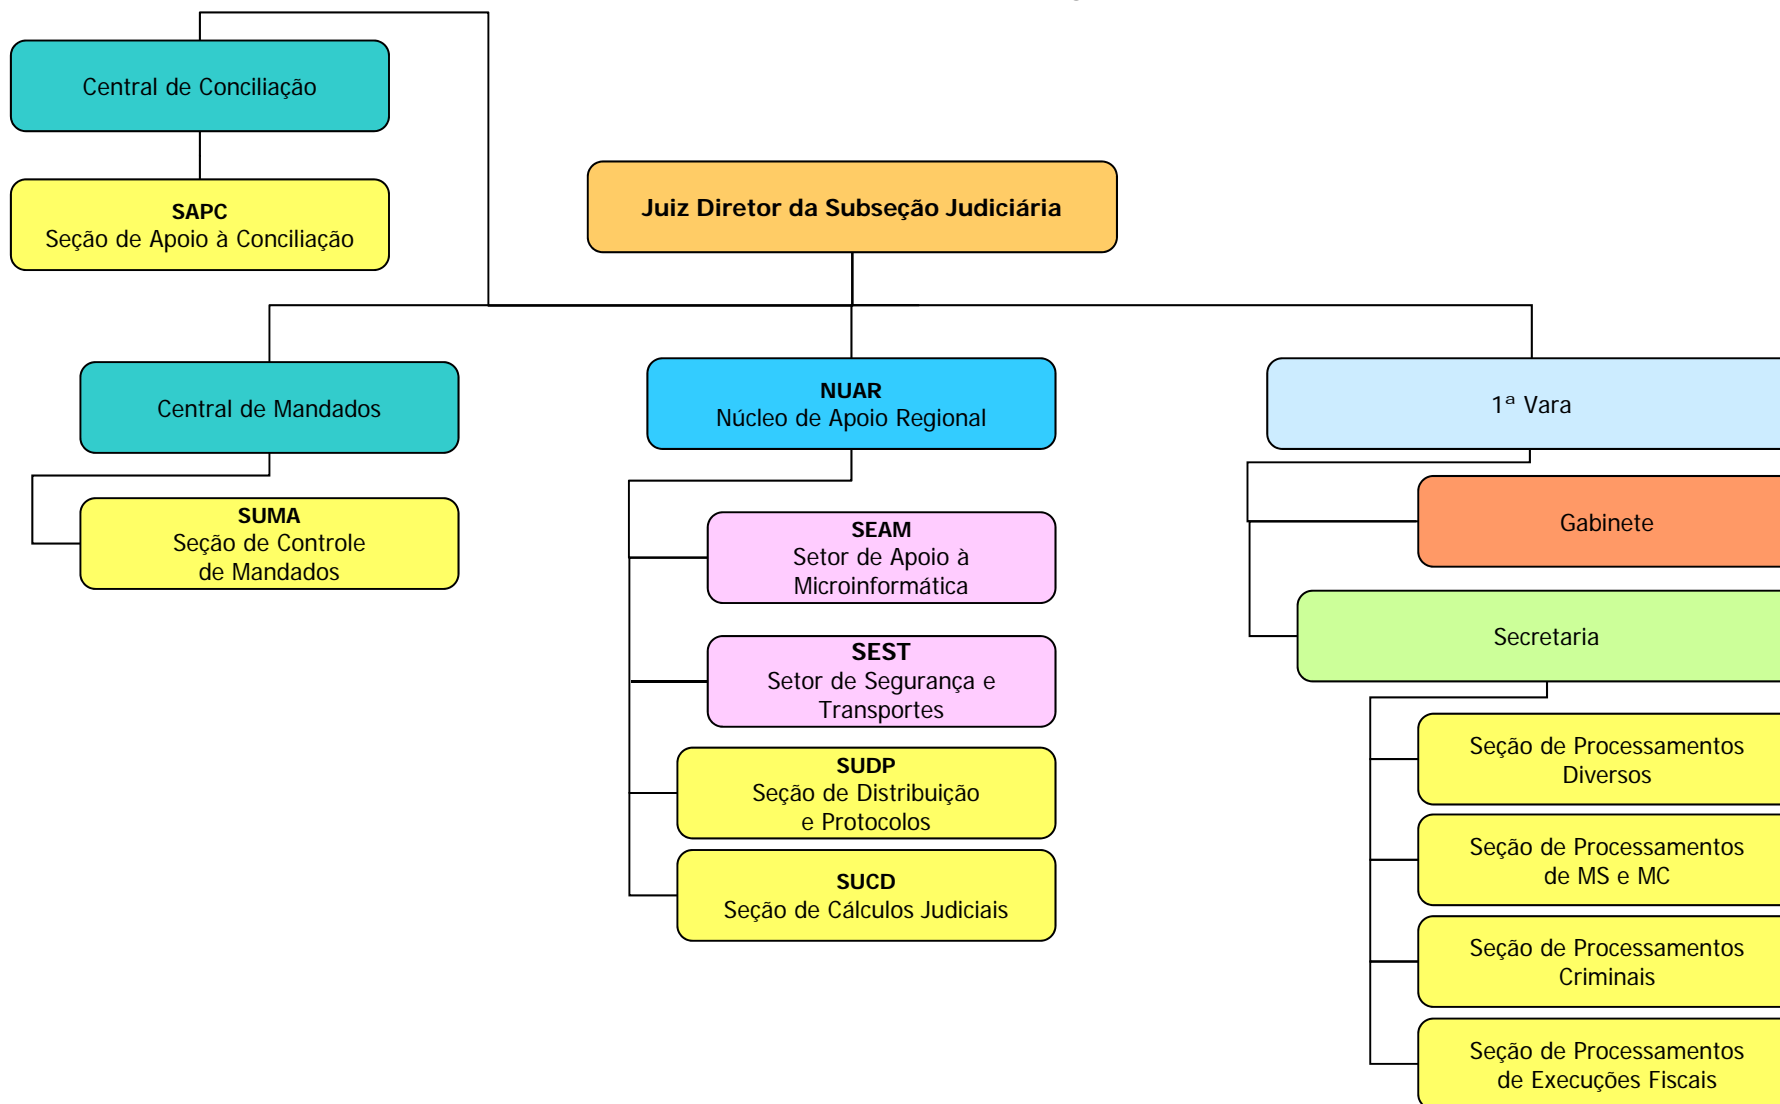 Central de Conciliação
SAPC
Seção de Apoio à Conciliação
Juiz Diretor da Subseção Judiciária
Central de Mandados
SUMA
Seção de Controle
de Mandados
NUAR
Núcleo de Apoio Regional
SEAM
Setor de Apoio à
Microinformática
SEST
Setor de Segurança e
Transportes
SUDP
Seção de Distribuição
e Protocolos
SUCD
Seção de Cálculos Judiciais
1ª Vara
Gabinete
Secretaria
Seção de Processamentos
Diversos
Seção de Processamentos
de MS e MC
Seção de Processamentos
Criminais
Seção de Processamentos
de Execuções Fiscais